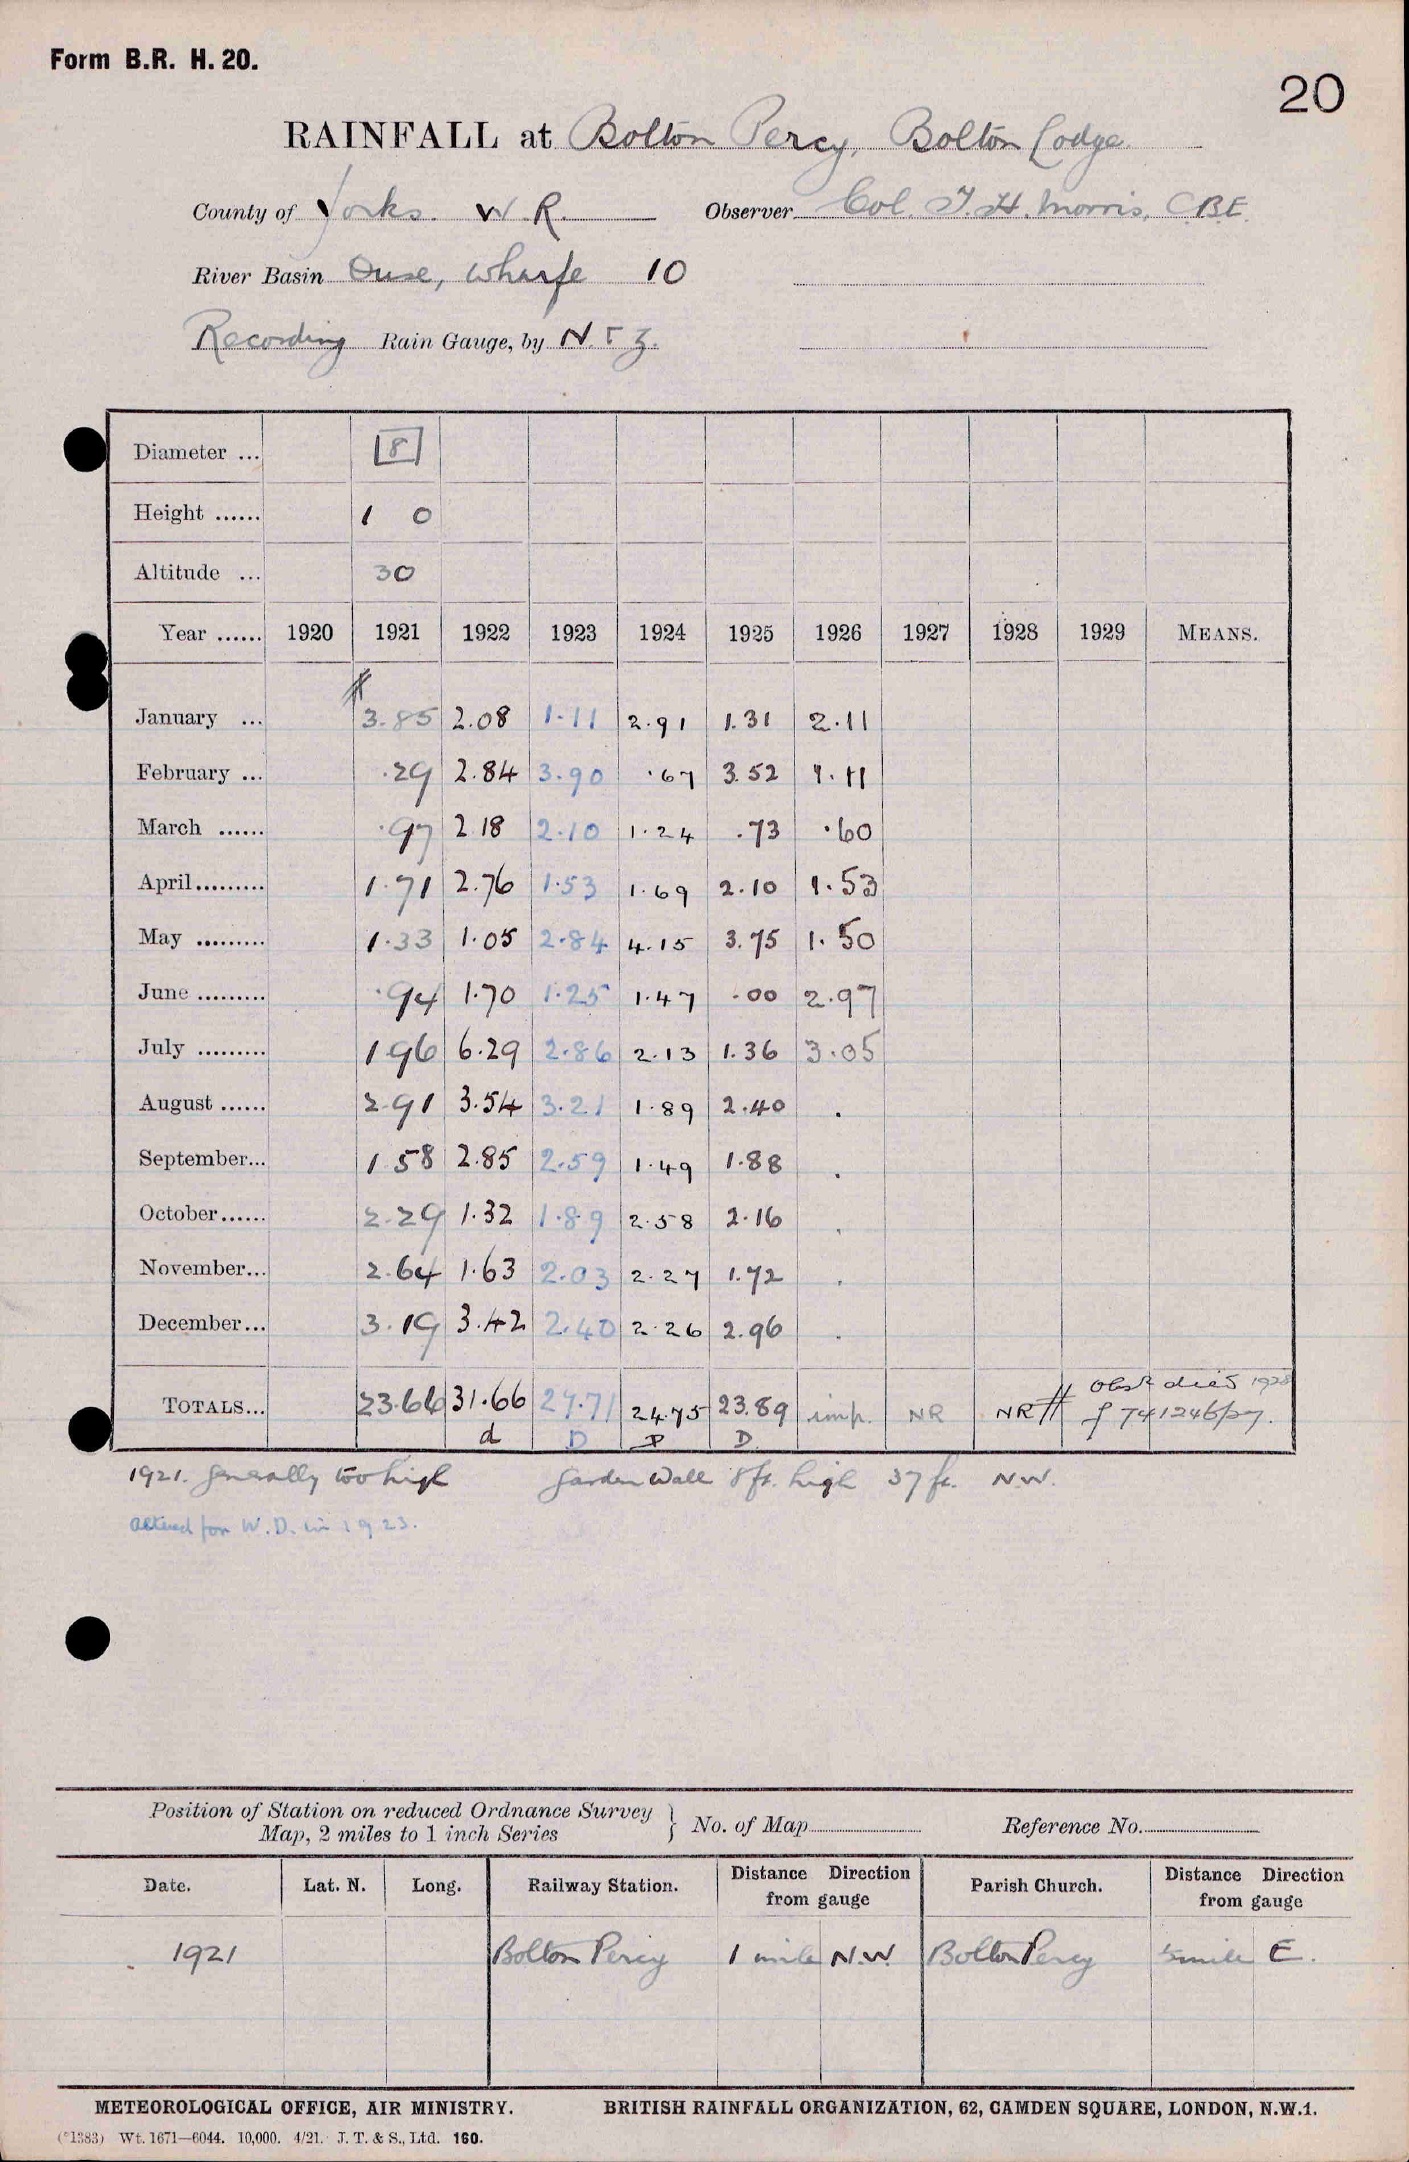 Form B.R. H. 20.
20
RAINFALL at Bolton Percy, Bolton Lodge.
County of Yorks. W. R. Observer Col. T. H. Morris, CBE.
River Basin Ouse, Wharfe 10
Recording Rain Gauge, by N & Z.
Diameter ... 8
Height ...... 1 0
Altitude ... 30
Year ...... 1920 1921 1922 1923 1924 1925 1926 1927 1928 1929 MEANS.
January ... 3.85 2.08 1.11 2.91 1.31 2.11
February ... .29 2.84 3.90 .67 3.52 1.11
March ...... .97 2 18 2.10 1.24 .73 .60
April......... 1.71 2.76 1.53 1.69 2.10 1.53
May ......... 1.33 1.05 2.84 4.15 3.75 1.50
June ......... .94 1.70 1.25 1.47 .00 2.97
July ......... 1 96 6.29 2.86 2.13 1.36 3.05
August ...... 2.91 3.54 3.21 1.89 2.40 .
September... 1 58 2.85 2.59 1.49 1.88 .
October...... 2.29 1.32 1.89 2.58 2.16 .
November... 2.64 1.63 2.03 2.27 1.72 .
December... 3.19 3.42 2.40 2.26 2.96 .
TOTALS... 23.66 31.66 27.71 24.75 23.89 imp. NR NR # Obsr died 1928
f 741246/27.
d D D D.
1921. generally too high Garden Wall 8ft. high 37 ft. N.W.
altered for W.D. in 1923.
Position of Station on reduced Ordnance Survey
Map, 2 miles to 1 inch Series } No. of Map Reference No.
Date. Lat. N. Long. Railway Station. Distance Direction from gauge Parish Church. Distance Direction from gauge
1921 Bolton Percy 1 mile N.W. Bolton Percy mile E.
METEOROLOGICAL OFFICE, AIR MINISTRY. BRITISH RAINFALL ORGANIZATION, 62, CAMDEN SQUARE, LONDON, N.W.1.
(*1383) Wt. 1671—6044. 10,000. 4/21. J. T. & S., Ltd. 160.